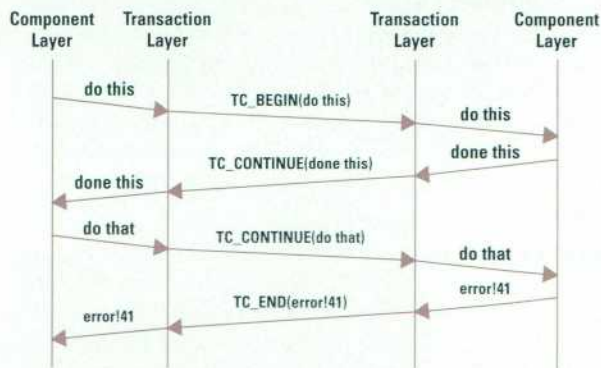 Component Layer
Transaction Layer
Transaction Layer
Component Layer
do this
TC_BEGIN(do this)
do this
done this
TC_CONTINUE(done this)
done this
do that
TC_CONTINUE(do that)
do that
error!41
TC_END(error!41)
error!41